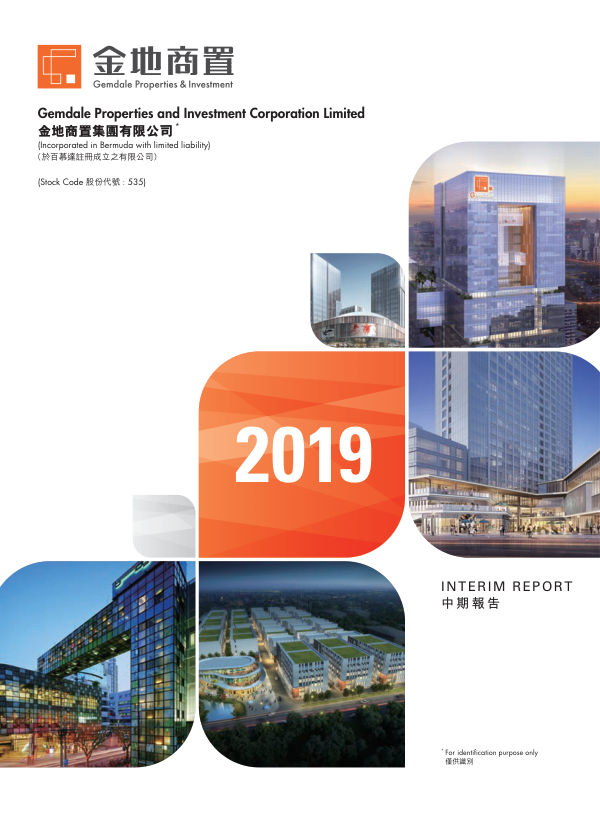 金地商置
Gemdale Properties & Investment
Gemdale Properties and Investment Corporation Limited
金地商置集團有限公司*
(Incorporated in Bermuda with limited liability)
(於百慕達註冊成立之有限公司)
(Stock Code 股份代號 : 535)
2019
INTERIM REPORT
中期報告
* For identification purpose only
僅供識別